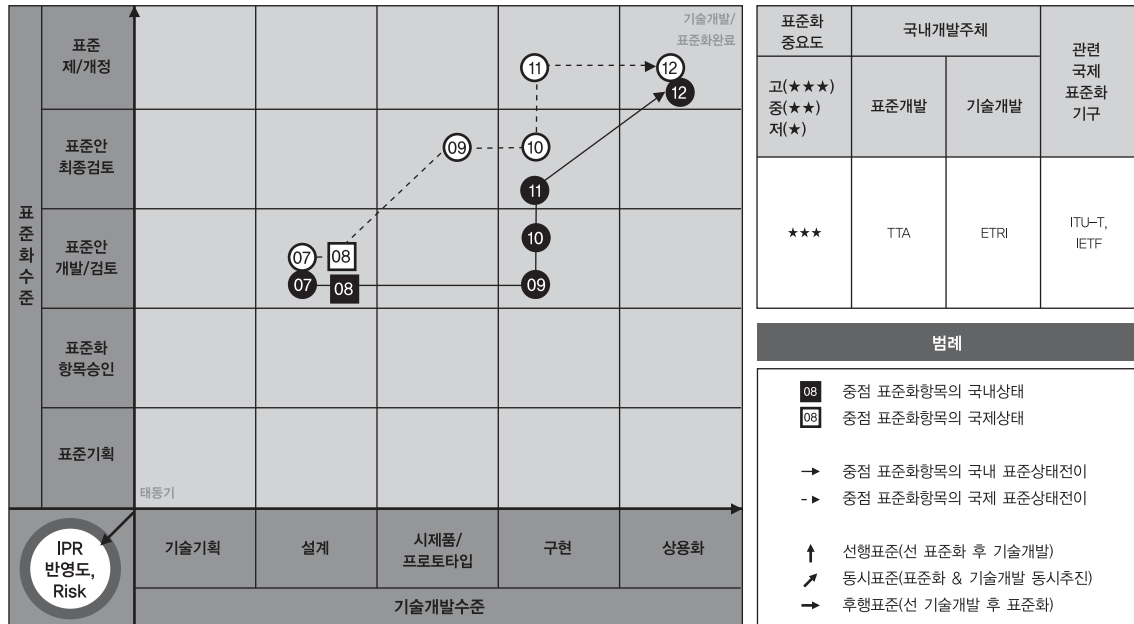 기술개발/
표준화완료
표준
제/개정
11
12
12
표준안
최종검토
09
10
11
표준화수준
표준안
개발/검토
07
08
10
07
08
09
표준화
항목승인
표준기획
태동기
IPR
반영도,
Risk
기술기획
설계
시제품/
프로토타입
구현
상용화
기술개발수준
표준화
중요도
국내개발주체
관련
국제
표준화
기구
고(★★★)
중(★★)
저(★)
표준개발
기술개발
★★★
TTA
ETRI
ITU-T,
IETF
범례
08 중점 표준화항목의 국내상태
08 중점 표준화항목의 국제상태
중점 표준화항목의 국내 표준상태전이
중점 표준화항목의 국제 표준상태전이
선행표준(선 표준화 후 기술개발)
동시표준(표준화 & 기술개발 동시추진)
후행표준(선 기술개발 후 표준화)